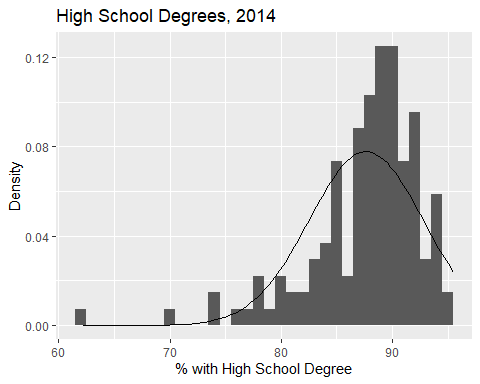 High School Degrees, 2014
0.12
0.08
0.04
0.00
Density
60 70 80 90
% with High School Degree